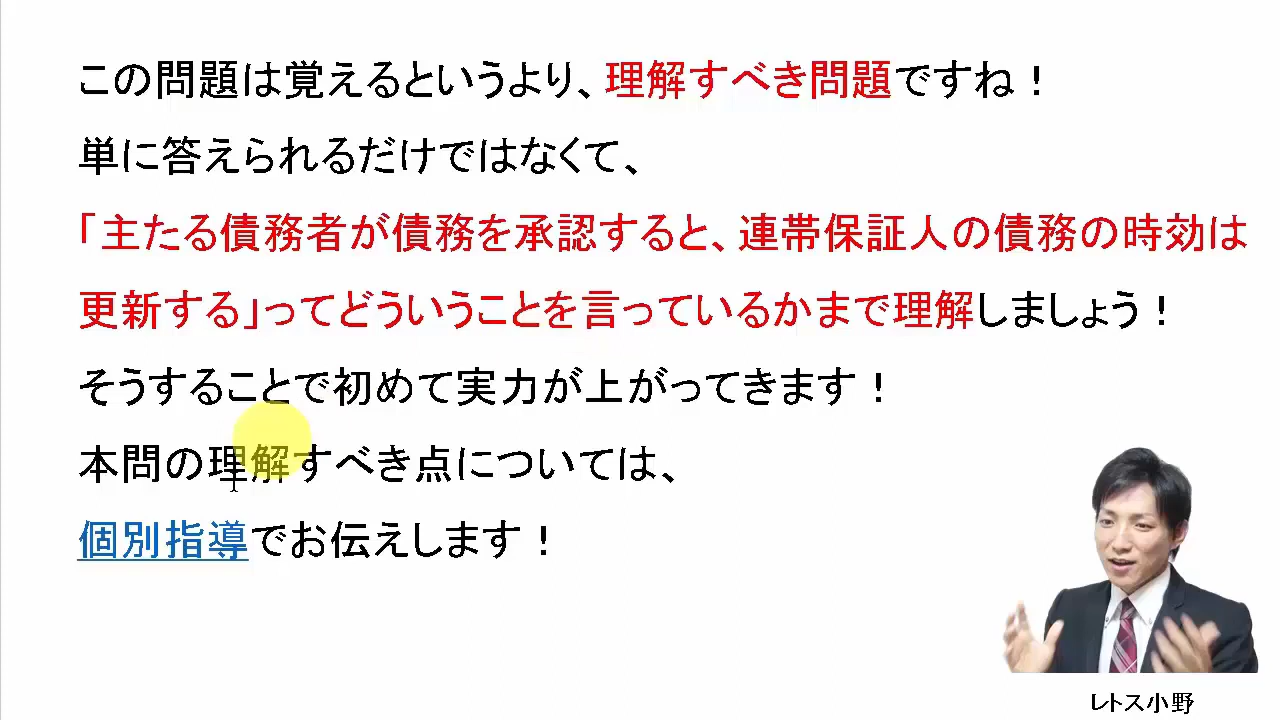 この問題は覚えるというより、理解すべき問題ですね！
単に答えられるだけではなくて、
「主たる債務者が債務を承認すると、連帯保証人の債務の時効は
更新する」ってどういうことを言っているかまで理解しましょう！
そうすることで初めて実力が上がってきます！
本問の理解すべき点については、
個別指導でお伝えします！
レトス小野